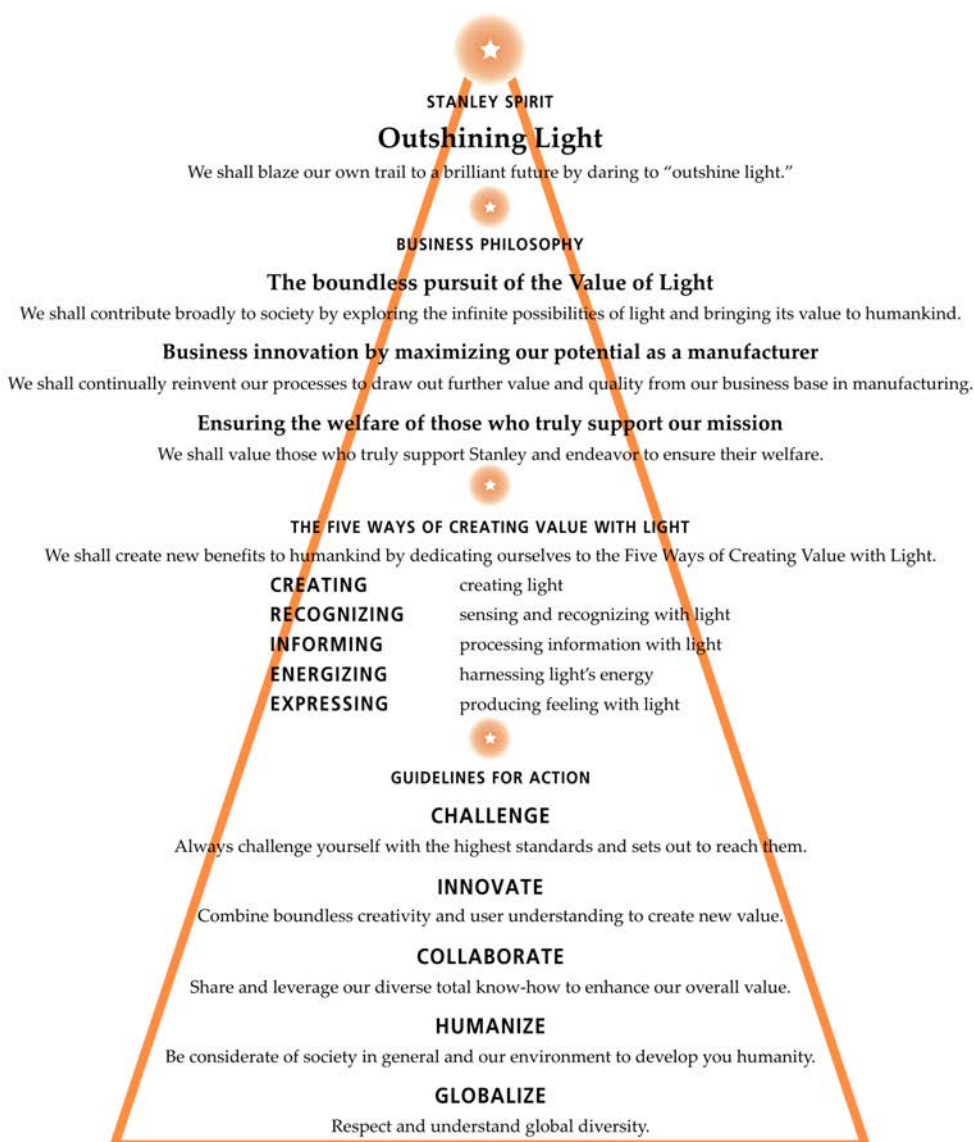 STANLEY SPIRIT
Outshining Light
We shall blaze our own trail to a brilliant future by daring to “outshine light.”
BUSINESS PHILOSOPHY
The boundless pursuit of the Value of Light
We shall contribute broadly to society by exploring the infinite possibilities of light and bringing its value to humankind.
Business innovation by maximizing our potential as a manufacturer
We shall continually reinvent our processes to draw out further value and quality from our business base in manufacturing.
Ensuring the welfare of those who truly support our mission
We shall value those who truly support Stanley and endeavor to ensure their welfare.
THE FIVE WAYS OF CREATING VALUE WITH LIGHT
We shall create new benefits to humankind by dedicating ourselves to the Five Ways of Creating Value with Light.
CREATING creating light
RECOGNIZING sensing and recognizing with light
INFORMING processing information with light
ENERGIZING harnessing light’s energy
EXPRESSING producing feeling with light
GUIDELINES FOR ACTION
CHALLENGE
Always challenge yourself with the highest standards and sets out to reach them.
INNOVATE
Combine boundless creativity and user understanding to create new value.
COLLABORATE
Share and leverage our diverse total know-how to enhance our overall value.
HUMANIZE
Be considerate of society in general and our environment to develop you humanity.
GLOBALIZE
Respect and understand global diversity.